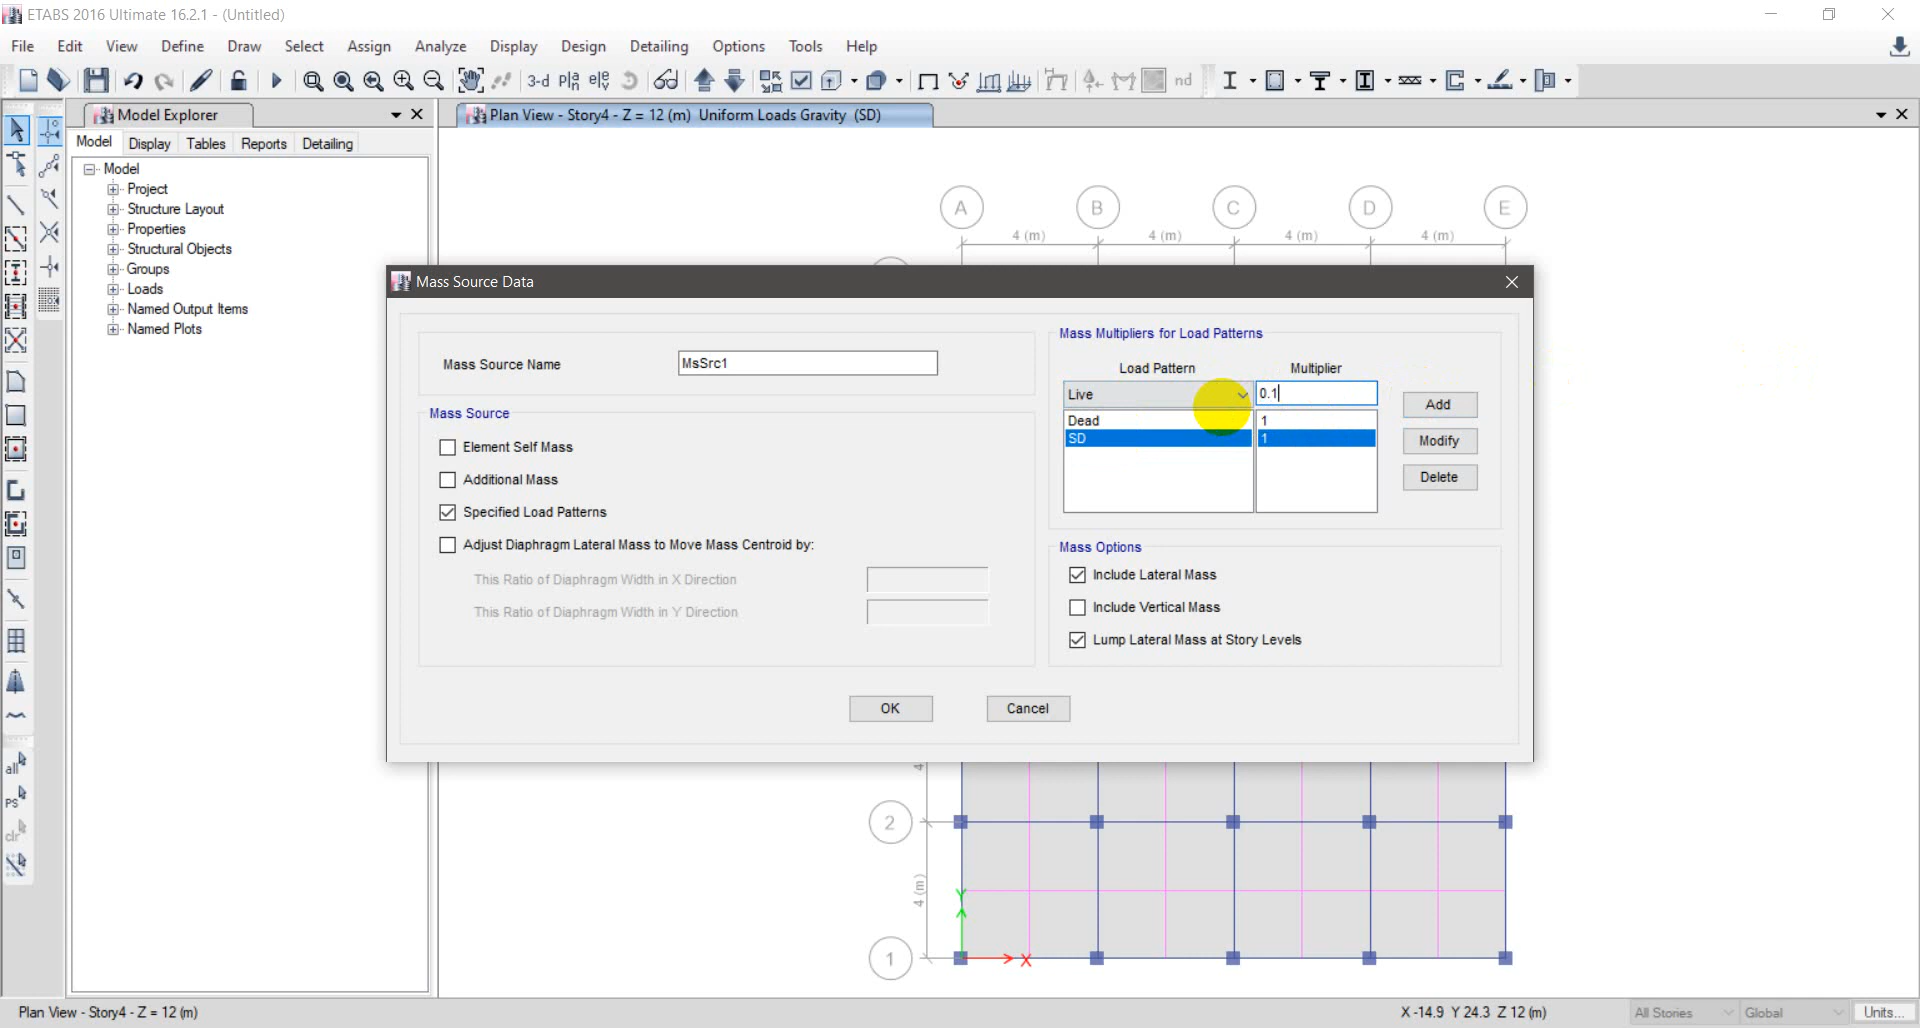 ETABS 2016 Ultimate 16.2.1 - (Untitled)
File Edit View Define Draw Select Assign Analyze Display Design Detailing Options Tools Help
3-d nd
Model Explorer
Plan View - Story4 - Z = 12 (m) Uniform Loads Gravity (SD)
Model Display Tables Reports Detailing
Model
Project
Structure Layout
Properties
Structural Objects
Groups
Loads
Named Output Items
Named Plots
A B C D E
4 (m) 4 (m) 4 (m) 4 (m)
Mass Source Data
Mass Source Name MsSrc1
Mass Source
Element Self Mass
Additional Mass
Specified Load Patterns
Adjust Diaphragm Lateral Mass to Move Mass Centroid by:
This Ratio of Diaphragm Width in X Direction
This Ratio of Diaphragm Width in Y Direction
Mass Multipliers for Load Patterns
Load Pattern Multiplier
Live 0.1
Dead 1
SD 1
Add
Modify
Delete
Mass Options
Include Lateral Mass
Include Vertical Mass
Lump Lateral Mass at Story Levels
OK Cancel
all
PS
clr
4
2
4 (m)
Y
1
X
Plan View - Story4 - Z = 12 (m)
X -14.9 Y 24.3 Z 12 (m)
All Stories Global Units...